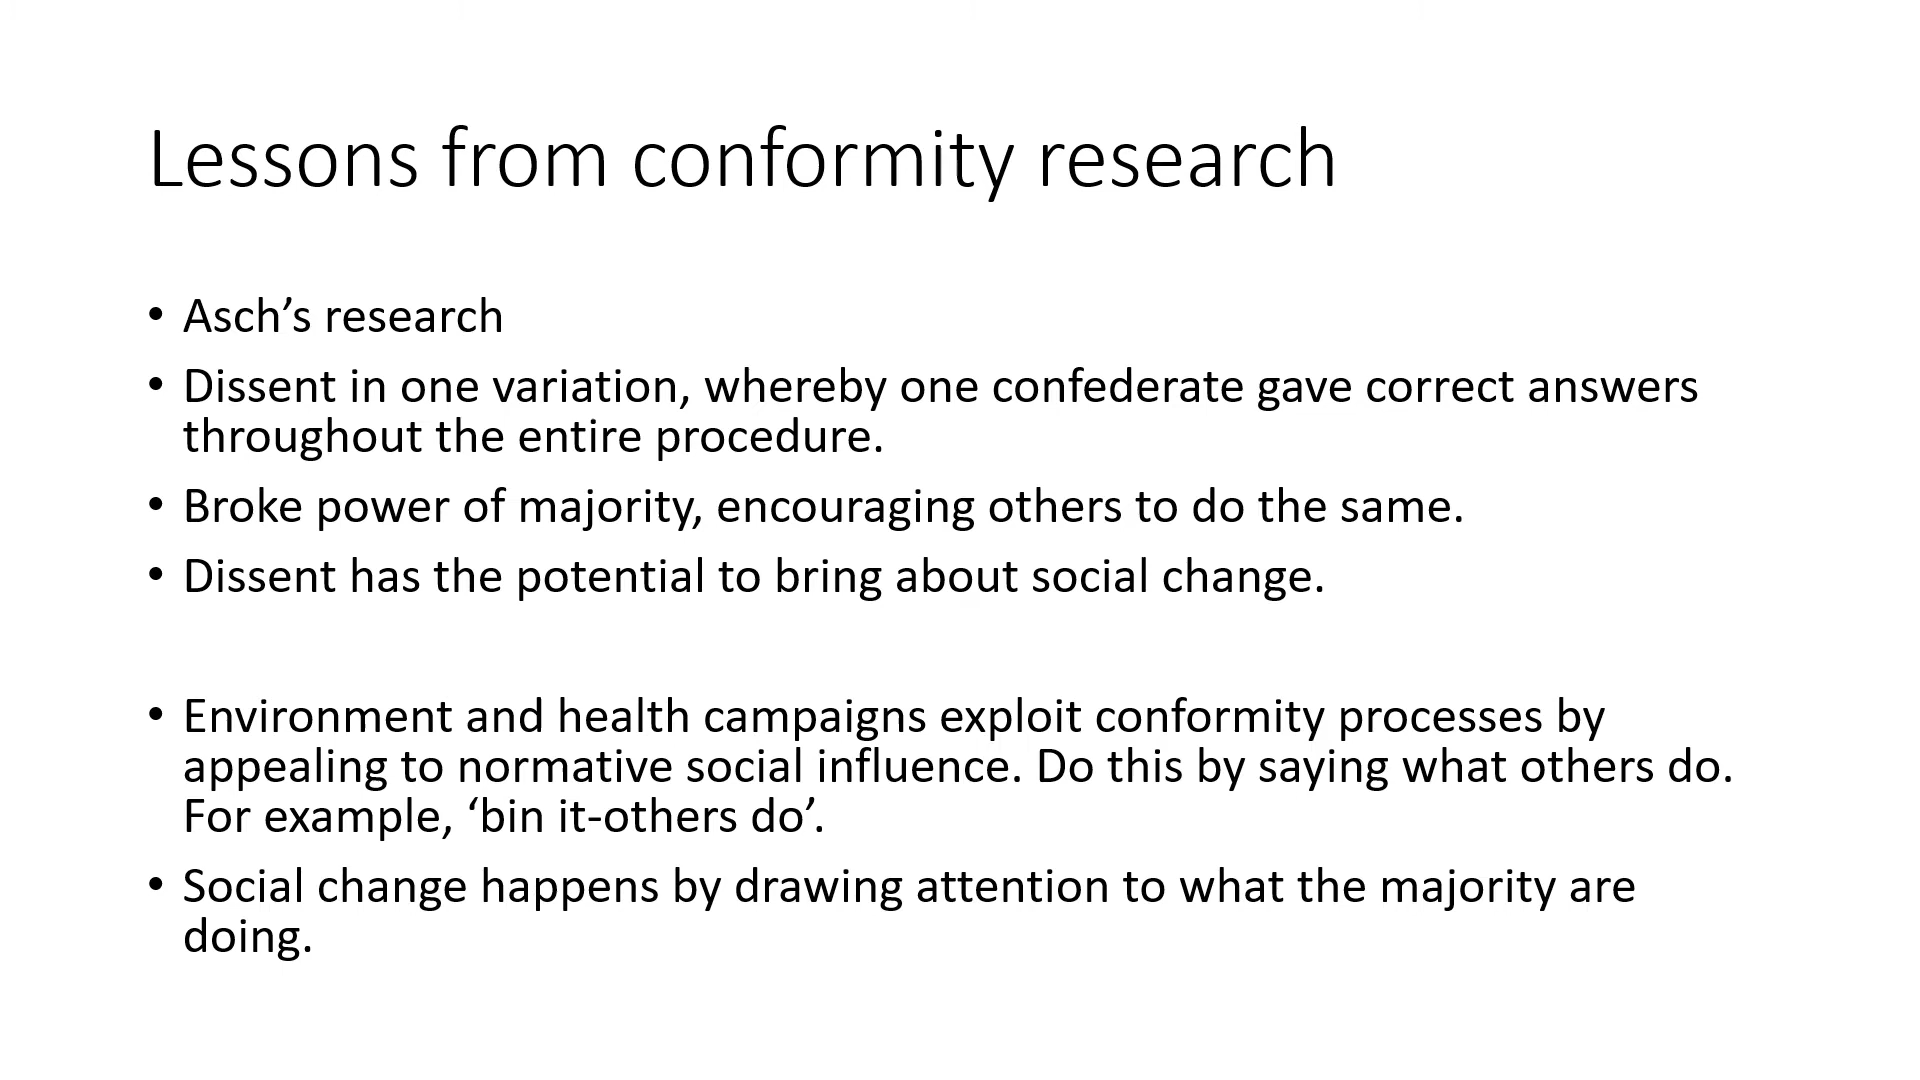 Lessons from conformity research
• Asch’s research
• Dissent in one variation, whereby one confederate gave correct answers
throughout the entire procedure.
• Broke power of majority, encouraging others to do the same.
• Dissent has the potential to bring about social change.
• Environment and health campaigns exploit conformity processes by
appealing to normative social influence. Do this by saying what others do.
For example, ‘bin it-others do’.
• Social change happens by drawing attention to what the majority are
doing.